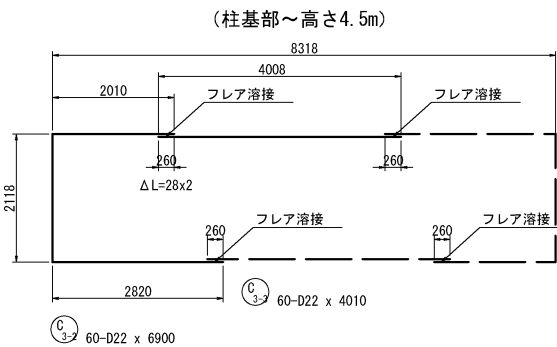 (柱基部～高さ4.5m)
8318
4008
2010
フレア溶接
フレア溶接
260
260
ΔL=28x2
2118
フレア溶接
フレア溶接
260
260
2820
C 3-3
60-D22 x 4010
C 3-2
60-D22 x 6900